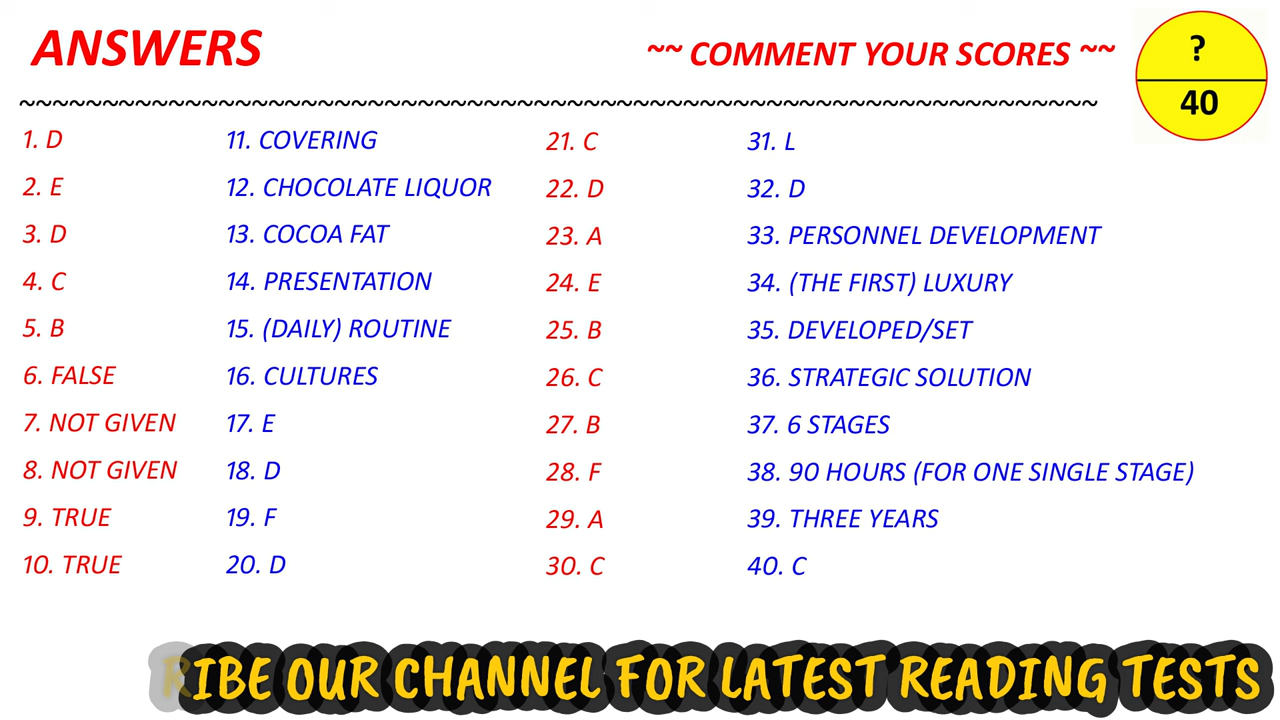 ANSWERS
~~ COMMENT YOUR SCORES ~~
?
40
1. D
2. E
3. D
4. C
5. B
6. FALSE
7. NOT GIVEN
8. NOT GIVEN
9. TRUE
10. TRUE
11. COVERING
12. CHOCOLATE LIQUOR
13. COCOA FAT
14. PRESENTATION
15. (DAILY) ROUTINE
16. CULTURES
17. E
18. D
19. F
20. D
21. C
22. D
23. A
24. E
25. B
26. C
27. B
28. F
29. A
30. C
31. L
32. D
33. PERSONNEL DEVELOPMENT
34. (THE FIRST) LUXURY
35. DEVELOPED/SET
36. STRATEGIC SOLUTION
37. 6 STAGES
38. 90 HOURS (FOR ONE SINGLE STAGE)
39. THREE YEARS
40. C
RIBE OUR CHANNEL FOR LATEST READING TESTS